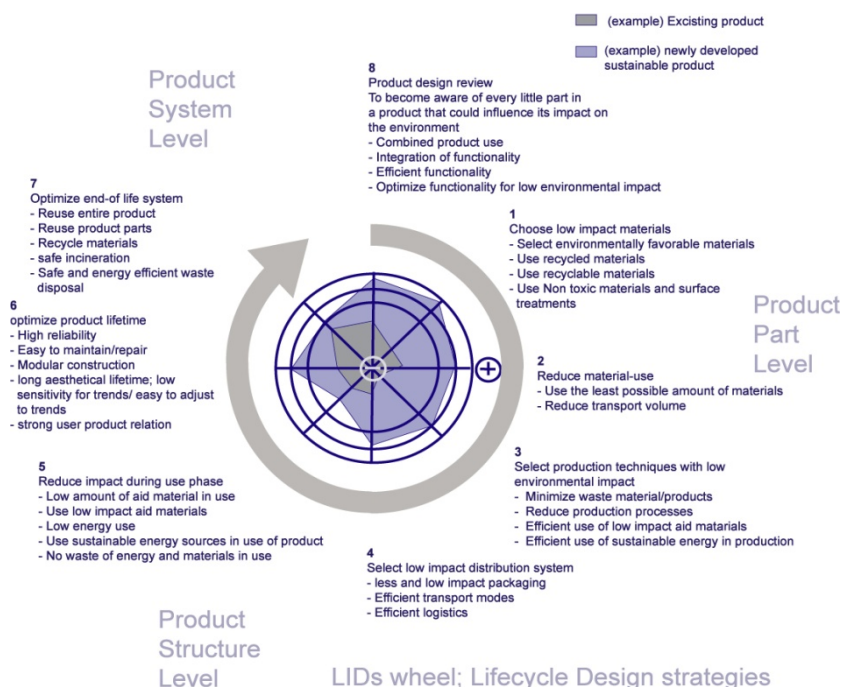 (example) Excisting product
(example) newly developed
sustainable product
Product
System
Level
8
Product design review
To become aware of every little part in
a product that could influence its impact on
the environment
- Combined product use
- Integration of functionality
- Efficient functionality
- Optimize functionality for low environmental impact
7
Optimize end-of life system
- Reuse entire product
- Reuse product parts
- Recycle materials
- safe incineration
- Safe and energy efficient waste
disposal
1
Choose low impact materials
- Select environmentally favorable materials
- Use recycled materials
- Use recyclable materials
- Use Non toxic materials and surface
treatments
Product
Part
Level
6
optimize product lifetime
- High reliability
- Easy to maintain/repair
- Modular construction
- long aesthetical lifetime; low
sensitivity for trends/ easy to adjust
to trends
- strong user product relation
2
Reduce material-use
- Use the least possible amount of materials
- Reduce transport volume
5
Reduce impact during use phase
- Low amount of aid material in use
- Use low impact aid materials
- Low energy use
- Use sustainable energy sources in use of product
- No waste of energy and materials in use
3
Select production techniques with low
environmental impact
- Minimize waste material/products
- Reduce production processes
- Efficient use of low impact aid matarials
- Efficient use of sustainable energy in production
4
Select low impact distribution system
- less and low impact packaging
- Efficient transport modes
- Efficient logistics
Product
Structure
Level
LIDs wheel; Lifecycle Design strategies